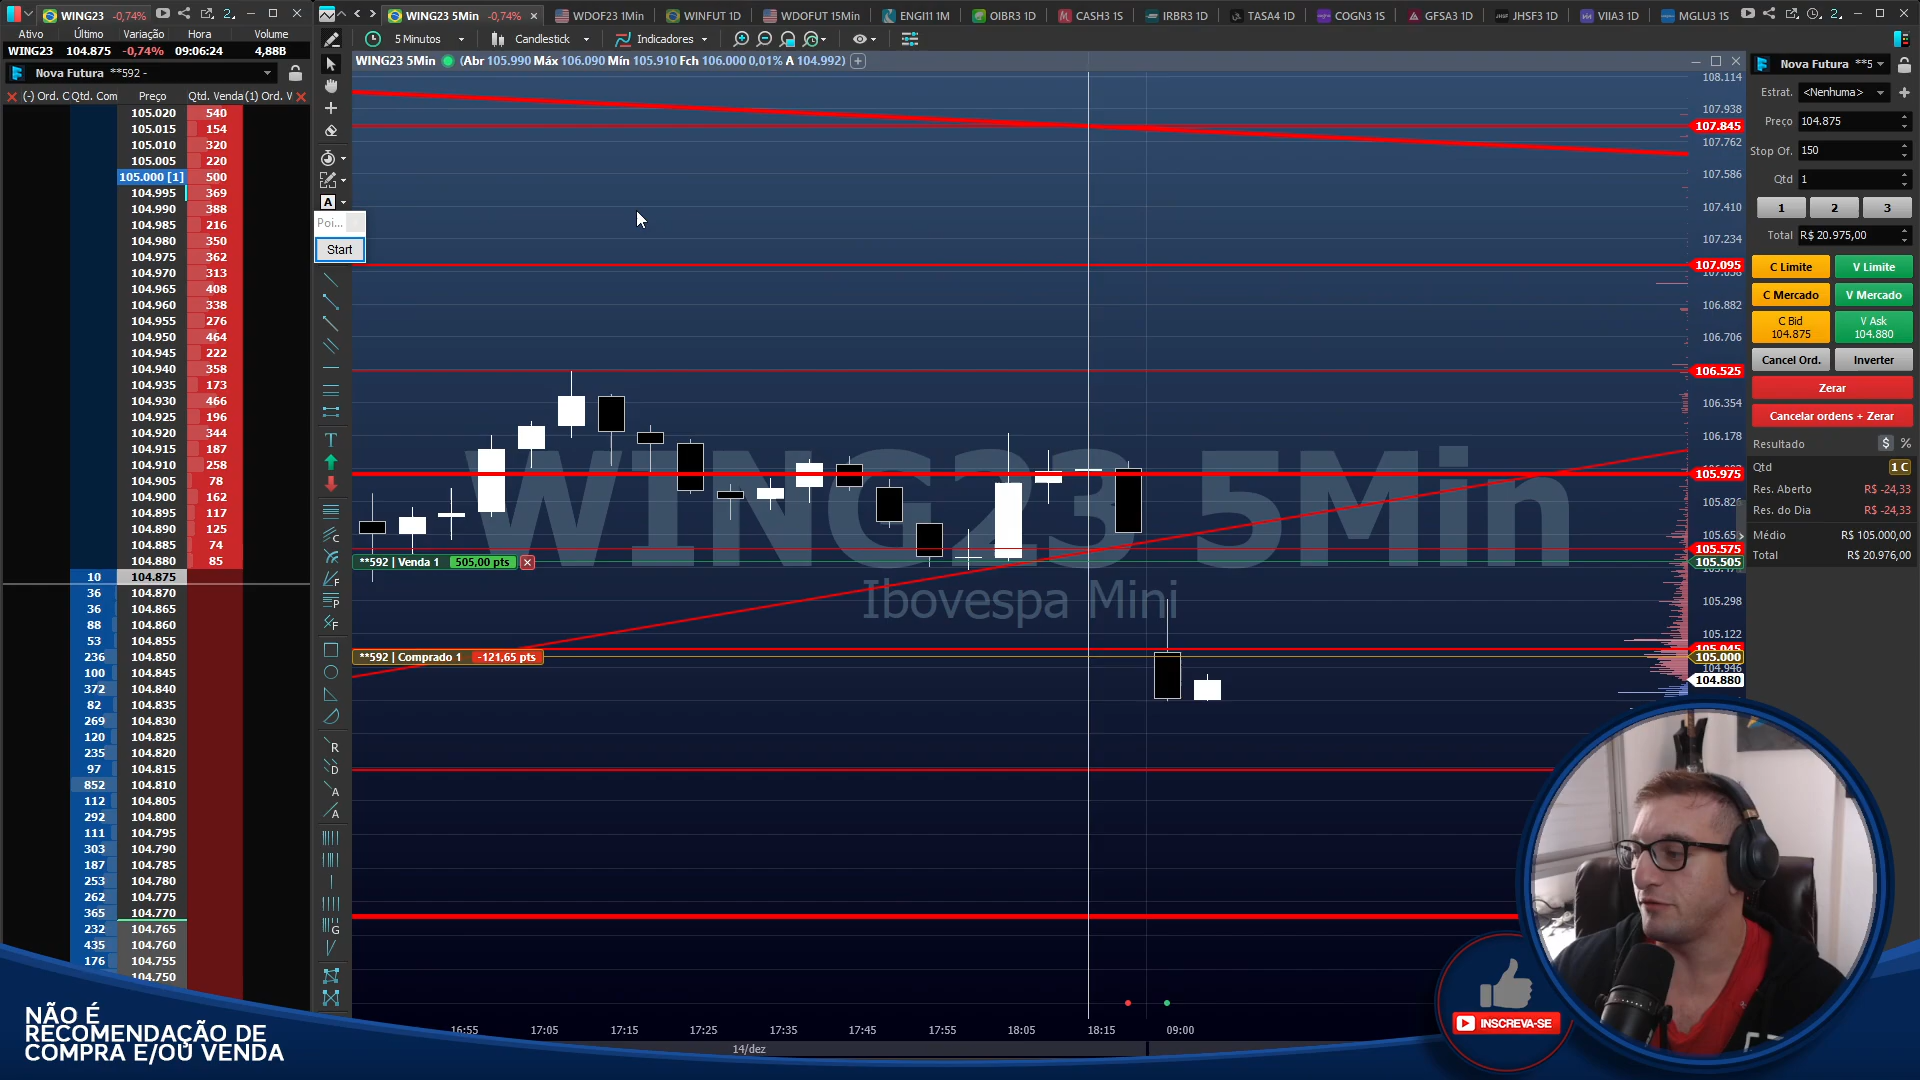 WING23 -0,74% 2.
Ativo Último Variação Hora Volume
WING23 104.875 -0,74% 09:06:24 4,88B
Nova Futura **592 -
(-) Ord. C Qtd. Com Preço Qtd. Venda (1) Ord. V
105.020 540
105.015 154
105.010 320
105.005 220
105.000 [1] 500
104.995 369
104.990 388
104.985 216
104.980 350
104.975 362
104.970 313
104.965 408
104.960 338
104.955 276
104.950 464
104.945 222
104.940 358
104.935 173
104.930 466
104.925 196
104.920 344
104.915 187
104.910 258
104.905 78
104.900 162
104.895 117
104.890 125
104.885 74
104.880 85
10 104.875
36 104.870
36 104.865
88 104.860
53 104.855
236 104.850
100 104.845
372 104.840
82 104.835
269 104.830
120 104.825
235 104.820
97 104.815
852 104.810
112 104.805
292 104.800
111 104.795
303 104.790
187 104.785
253 104.780
262 104.775
365 104.770
232 104.765
435 104.760
176 104.755
104.750
WING23 5Min -0,74% WDOF23 1Min WINFUT 1D WDOFUT 15Min ENGI11 1M OIBR3 1D CASH3 1S IRBR3 1D TASA4 1D COGN3 1S GFSA3 1D JHSF3 1D VIIA3 1D MGLU3 1S 2.
5 Minutos Candlestick Indicadores
WING23 5Min (Abr 105.990 Máx 106.090 Mín 105.910 Fch 106.000 0,01% A 104.992)
Poi...
Start
WING23 5Min
Ibovespa Mini
**592 | Venda 1 505,00 pts
**592 | Comprado 1 -121,65 pts
108.114
107.938
107.845
107.762
107.586
107.410
107.234
107.095
106.882
106.706
106.525
106.354
106.178
105.975
105.575
105.505
105.298
105.122
105.000
104.946
104.880
16:55 17:05 17:15 17:25 17:35 17:45 17:55 18:05 18:15 09:00
14/dez
Nova Futura **5
Estrat. <Nenhuma>
Preço 104.875
Stop Of. 150
Qtd 1
1 2 3
Total R$ 20.975,00
C Limite V Limite
C Mercado V Mercado
C Bid 104.875 V Ask 104.880
Cancel Ord. Inverter
Zerar
Cancelar ordens + Zerar
Resultado $ %
Qtd 1 C
Res. Aberto R$ -24,33
Res. do Dia R$ -24,33
Médio R$ 105.000,00
Total R$ 20.976,00
NÃO É
RECOMENDAÇÃO DE
COMPRA E/OU VENDA
INSCREVA-SE